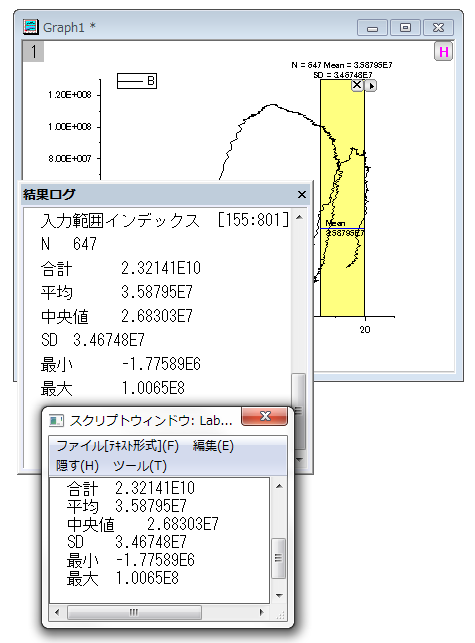 Graph1 *
1
H
N = 647 Mean = 3.58795E7
SD = 3.46748E7
B
1.20E+008
1.00E+008
8.00E+007
Mean
3.58795E7
20
結果ログ
入力範囲インデックス [155:801]
N 647
合計 2.32141E10
平均 3.58795E7
中央値 2.68303E7
SD 3.46748E7
最小 -1.77589E6
最大 1.0065E8
スクリプトウィンドウ: Lab...
ファイル[ﾃｷｽﾄ形式](F) 編集(E)
隠す(H) ツール(T)
合計 2.32141E10
平均 3.58795E7
中央値 2.68303E7
SD 3.46748E7
最小 -1.77589E6
最大 1.0065E8